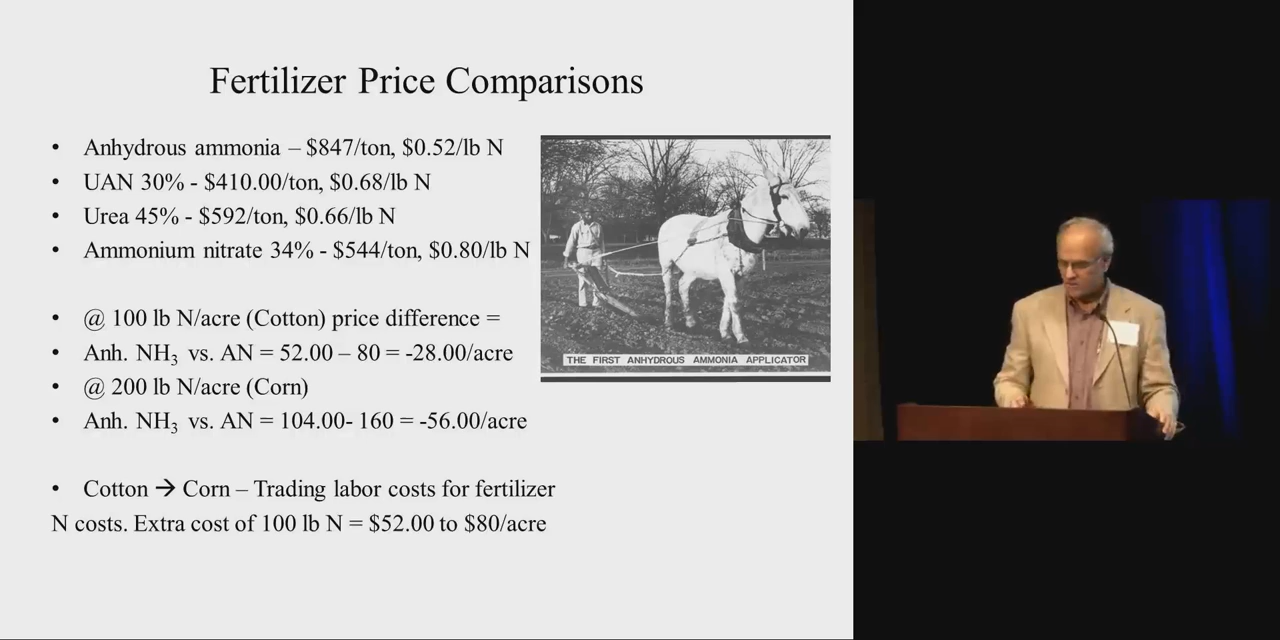 Fertilizer Price Comparisons
• Anhydrous ammonia – $847/ton, $0.52/lb N
• UAN 30% - $410.00/ton, $0.68/lb N
• Urea 45% - $592/ton, $0.66/lb N
• Ammonium nitrate 34% - $544/ton, $0.80/lb N
• @ 100 lb N/acre (Cotton) price difference =
• Anh. NH₃ vs. AN = 52.00 – 80 = -28.00/acre
• @ 200 lb N/acre (Corn)
• Anh. NH₃ vs. AN = 104.00- 160 = -56.00/acre
• Cotton → Corn – Trading labor costs for fertilizer
N costs. Extra cost of 100 lb N = $52.00 to $80/acre
THE FIRST ANHYDROUS AMMONIA APPLICATOR